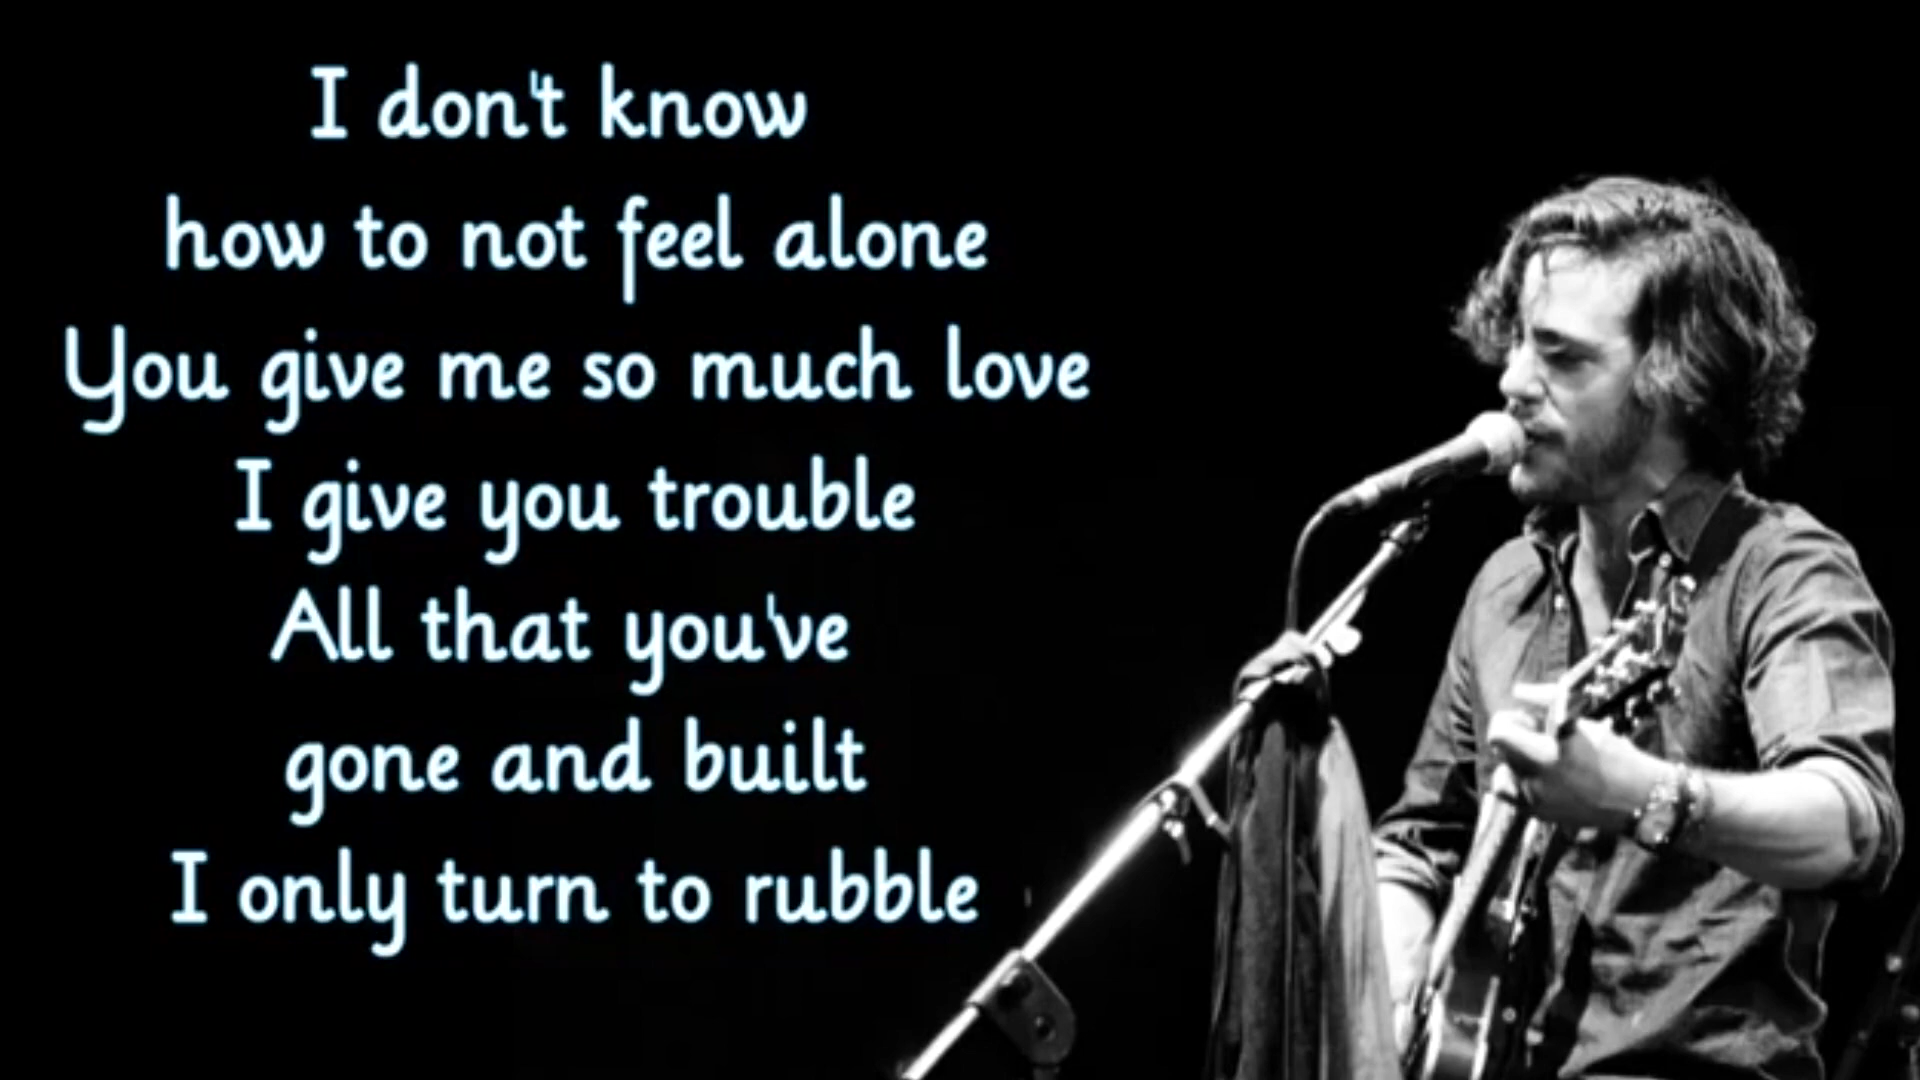 I don't know
how to not feel alone
You give me so much love
I give you trouble
All that you've
gone and built
I only turn to rubble